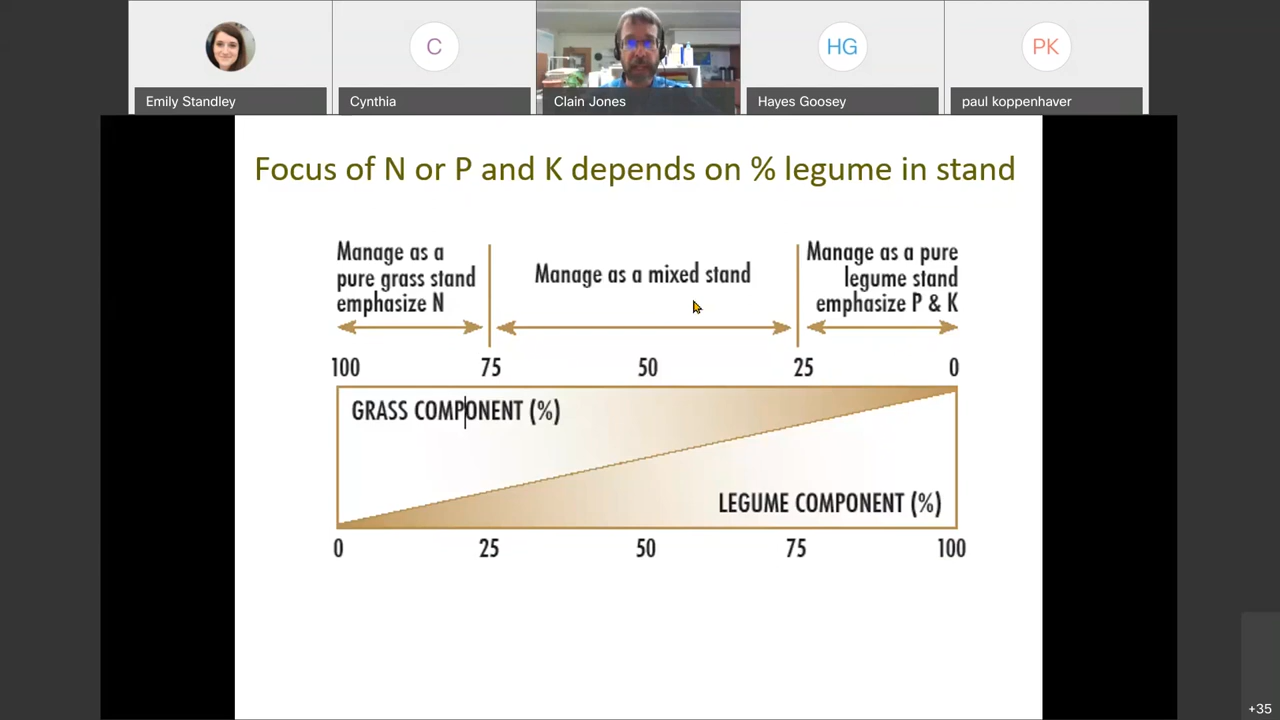 C
HG
PK
Emily Standley
Cynthia
Clain Jones
Hayes Goosey
paul koppenhaver
Focus of N or P and K depends on % legume in stand
Manage as a
pure grass stand
emphasize N
Manage as a mixed stand
Manage as a pure
legume stand
emphasize P & K
100 75 50 25 0
GRASS COMPONENT (%)
LEGUME COMPONENT (%)
0 25 50 75 100
+35